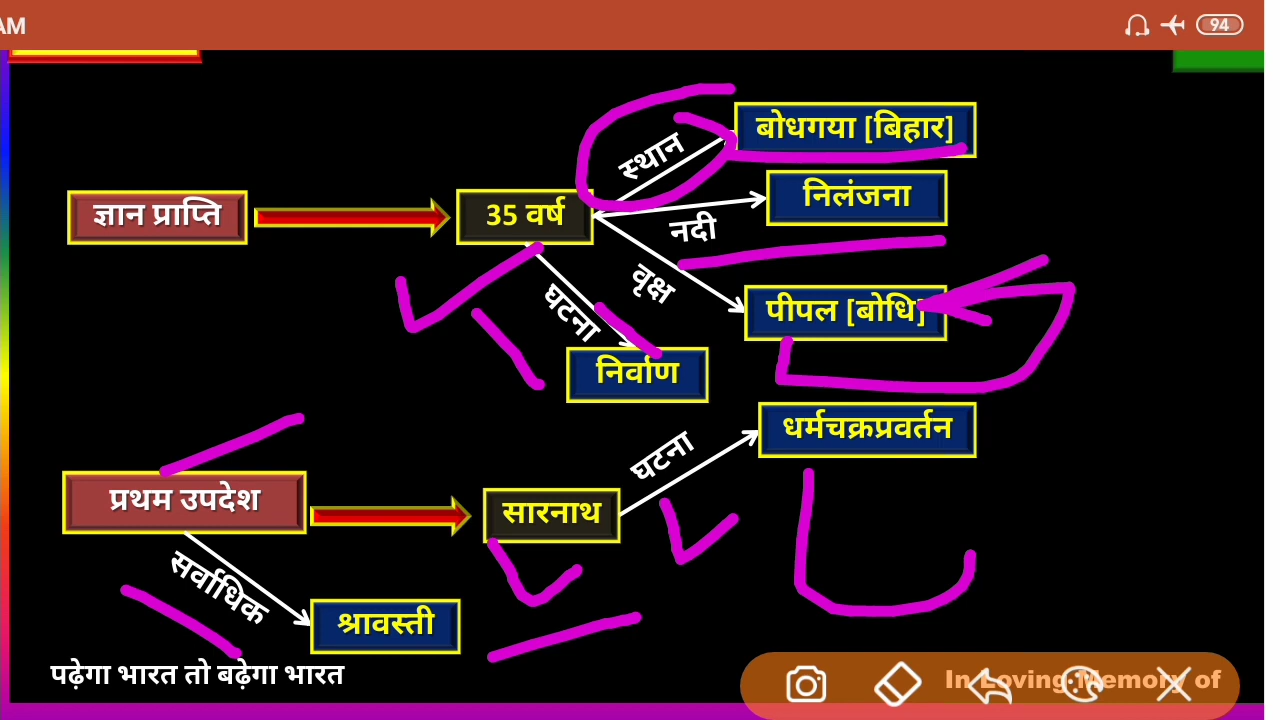 AM
94
बोधगया [बिहार]
स्थान
ज्ञान प्राप्ति
35 वर्ष
निलंजना
नदी
वृक्ष
पीपल [बोधि]
घटना
निर्वाण
धर्मचक्रप्रवर्तन
घटना
प्रथम उपदेश
सारनाथ
सर्वाधिक
श्रावस्ती
पढ़ेगा भारत तो बढ़ेगा भारत
In Loving Memory of